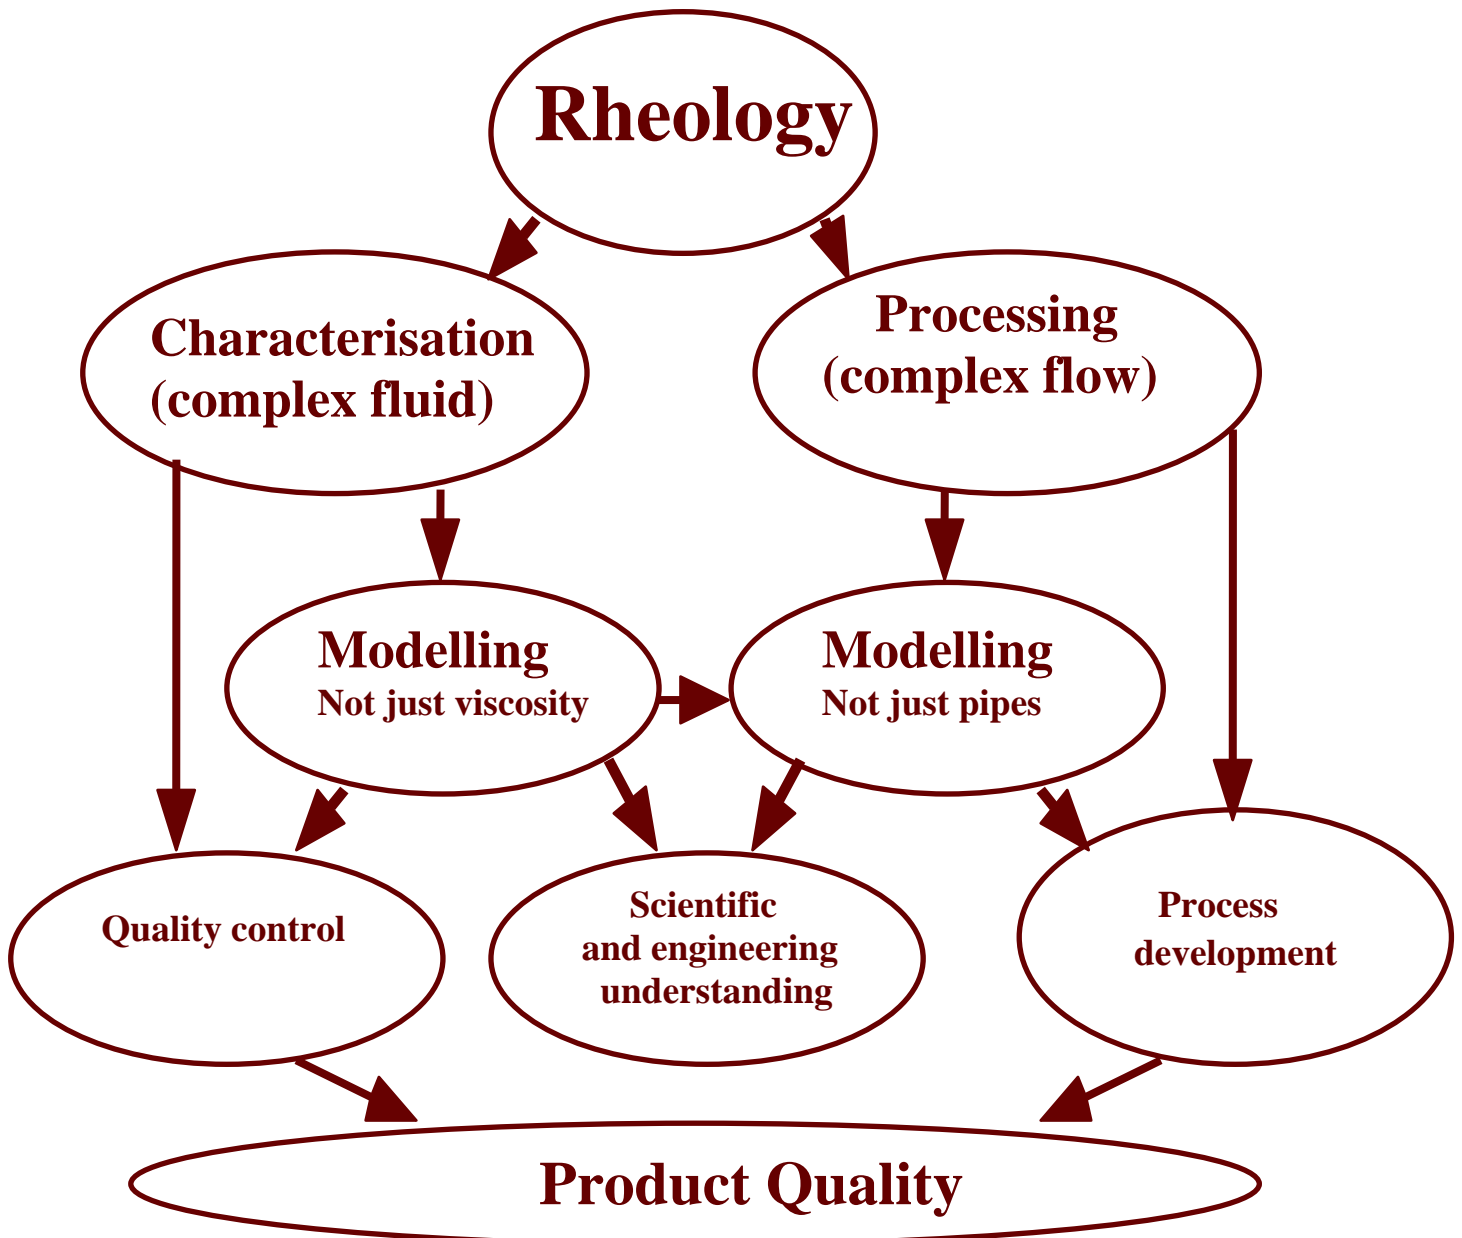 Rheology
Characterisation
(complex fluid)
Processing
(complex flow)
Modelling
Not just viscosity
Modelling
Not just pipes
Quality control
Scientific
and engineering
understanding
Process
development
Product Quality